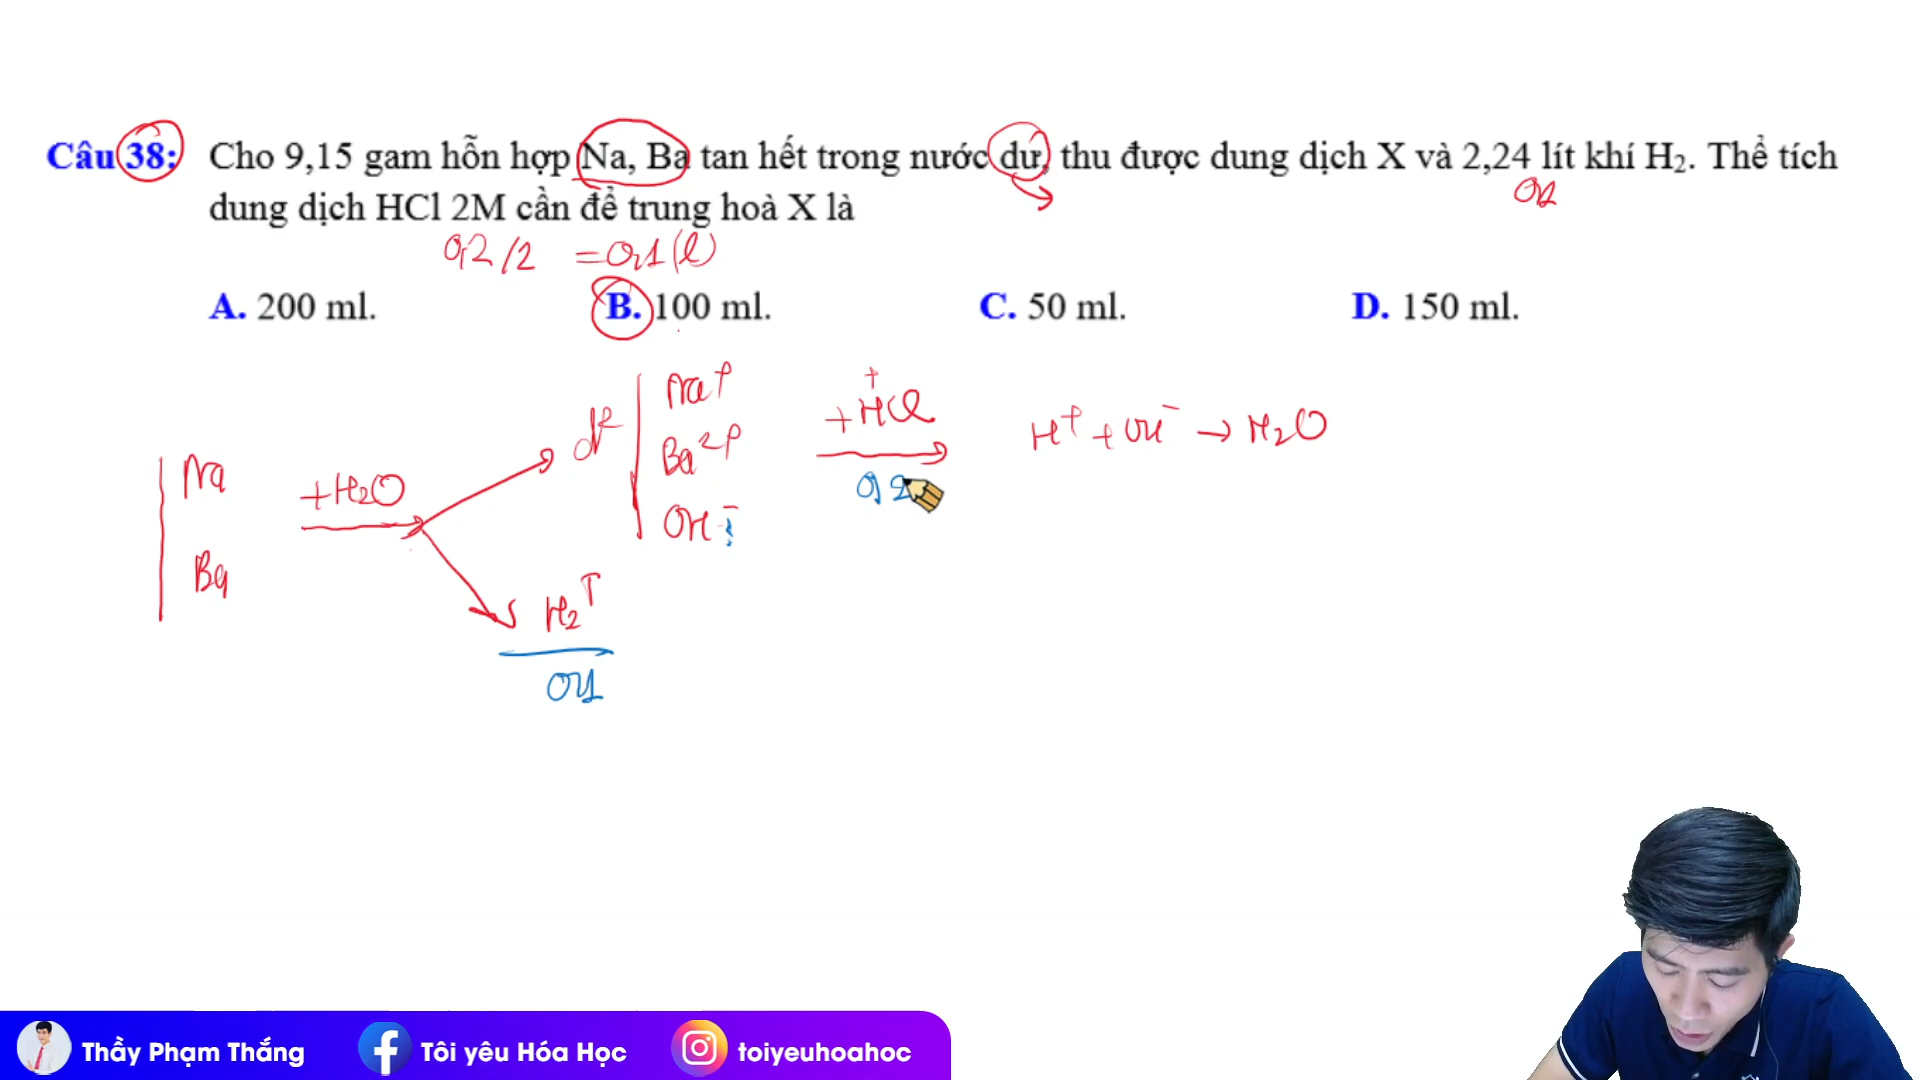 Câu 38: Cho 9,15 gam hỗn hợp Na, Ba tan hết trong nước dư, thu được dung dịch X và 2,24 lít khí H₂. Thể tích
0,1
dung dịch HCl 2M cần để trung hoà X là
0,2/2 = 0,1(l)
A. 200 ml. B. 100 ml. C. 50 ml. D. 150 ml.
Na
Ba
+H₂O
dd
Na⁺
Ba²⁺
OH⁻
+HCl
0,2
H⁺ + OH⁻ → H₂O
H₂↑
0,1
Thầy Phạm Thắng Tôi yêu Hóa Học toiyeuhoahoc